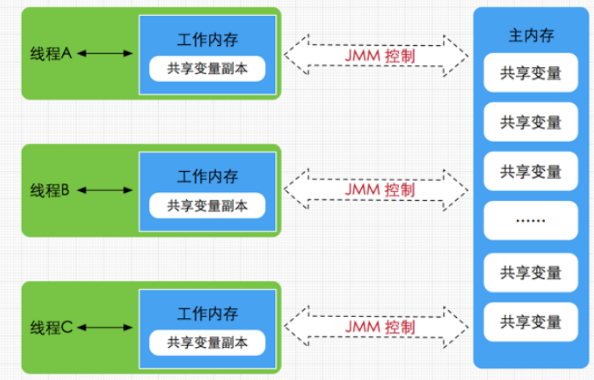 线程A
工作内存
共享变量副本
JMM 控制
线程B
工作内存
共享变量副本
JMM 控制
线程C
工作内存
共享变量副本
JMM 控制
主内存
共享变量
共享变量
共享变量
......
共享变量
共享变量